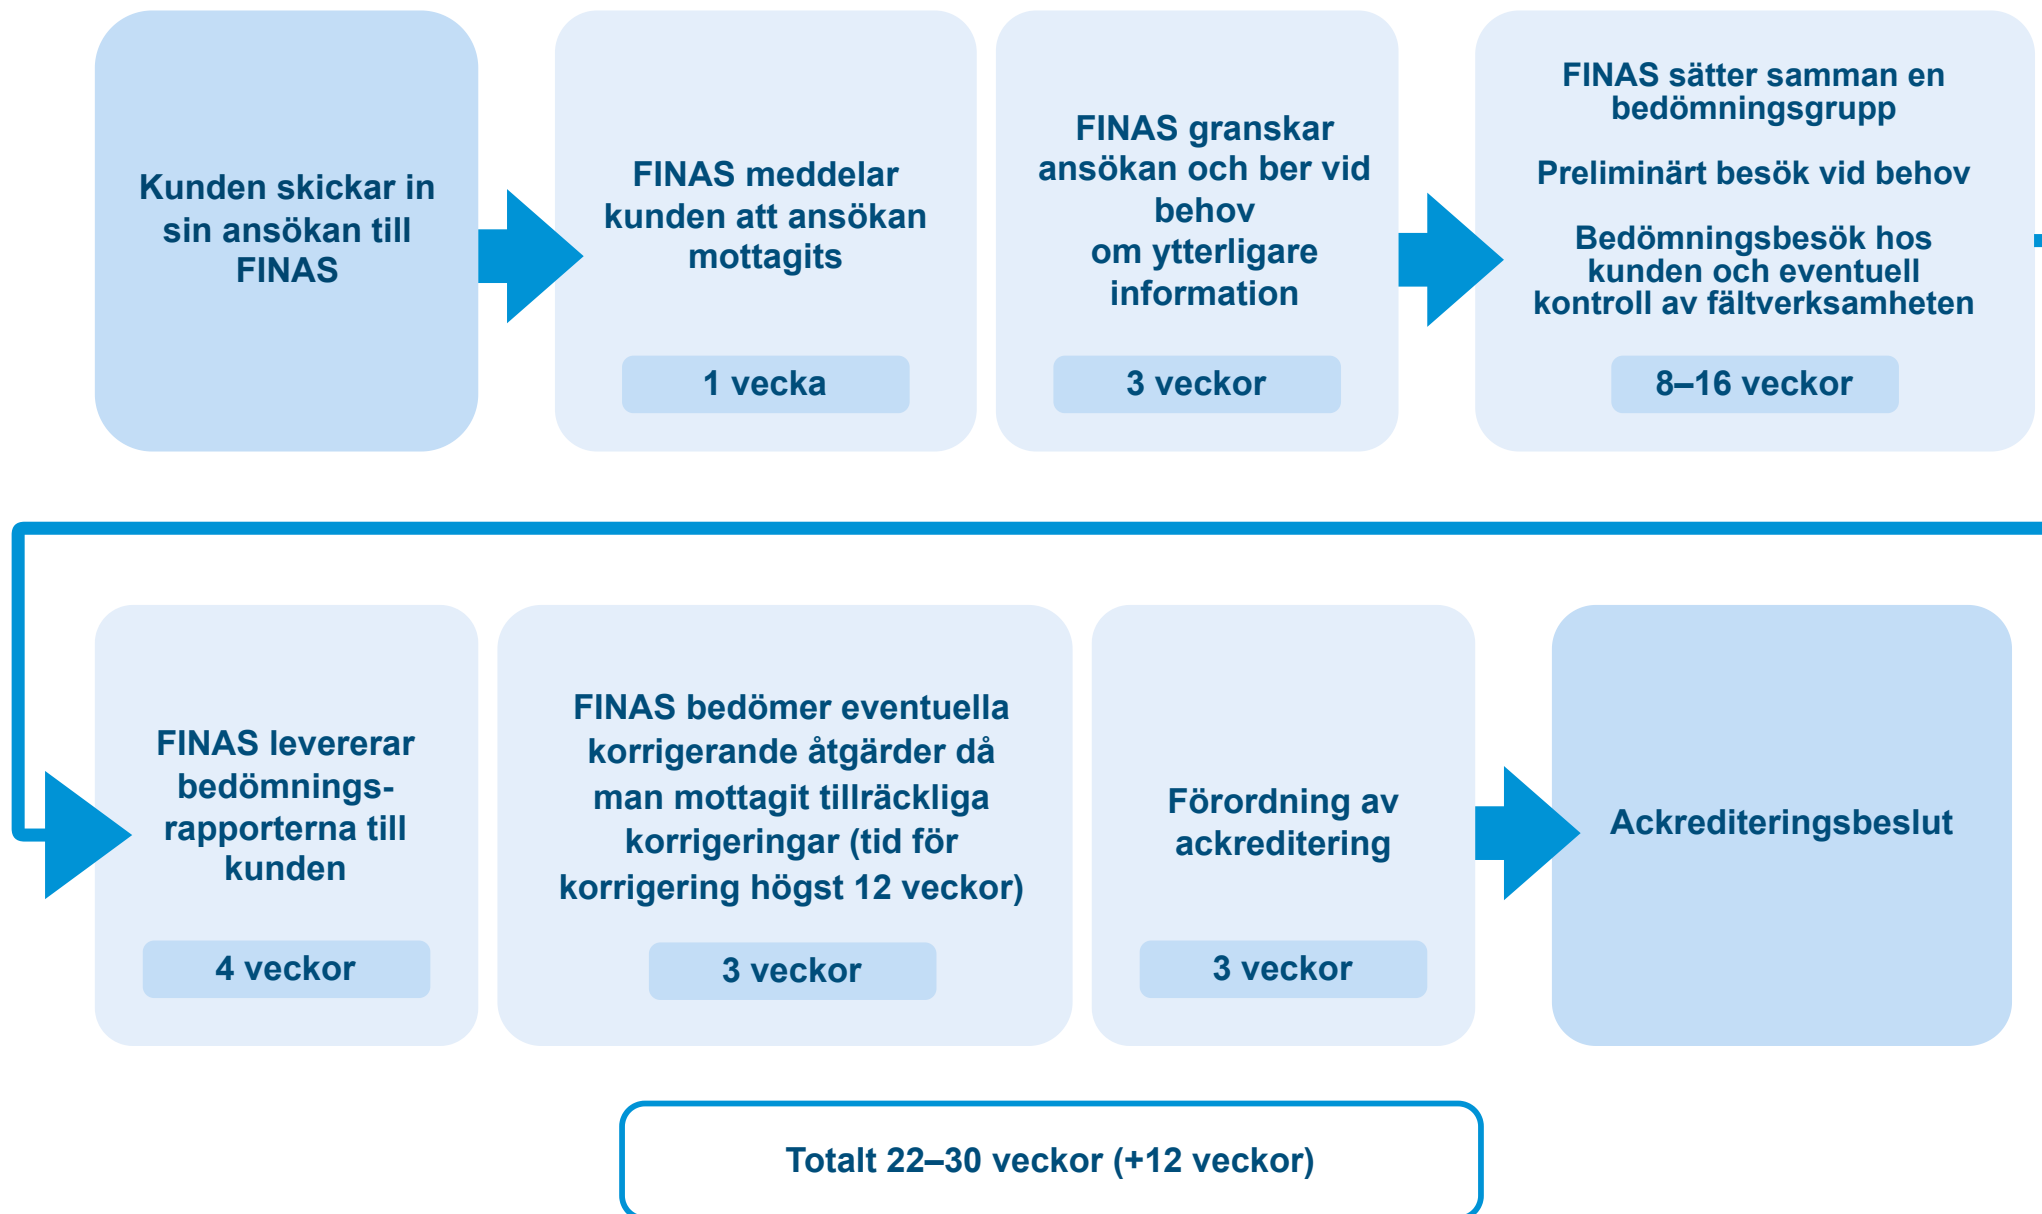 Kunden skickar in
sin ansökan till
FINAS
FINAS meddelar
kunden att ansökan
mottagits
1 vecka
FINAS granskar
ansökan och ber vid
behov
om ytterligare
information
3 veckor
FINAS sätter samman en
bedömningsgrupp
Preliminärt besök vid behov
Bedömningsbesök hos
kunden och eventuell
kontroll av fältverksamheten
8–16 veckor
FINAS levererar
bedömnings-
rapporterna till
kunden
4 veckor
FINAS bedömer eventuella
korrigerande åtgärder då
man mottagit tillräckliga
korrigeringar (tid för
korrigering högst 12 veckor)
3 veckor
Förordning av
ackreditering
3 veckor
Ackrediteringsbeslut
Totalt 22–30 veckor (+12 veckor)